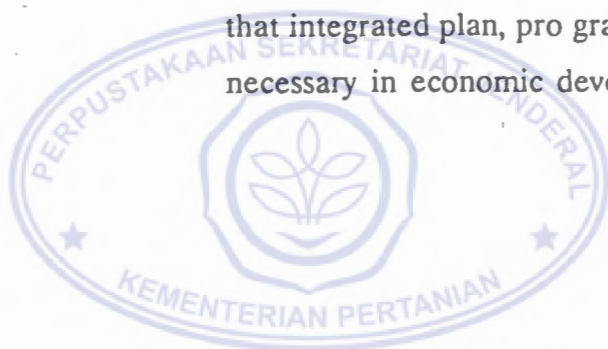 that integrated plan, pro gra
necessary in economic deve
PERPUSTAKAAN SEKRETARIAT JENDERAL
KEMENTERIAN PERTANIAN